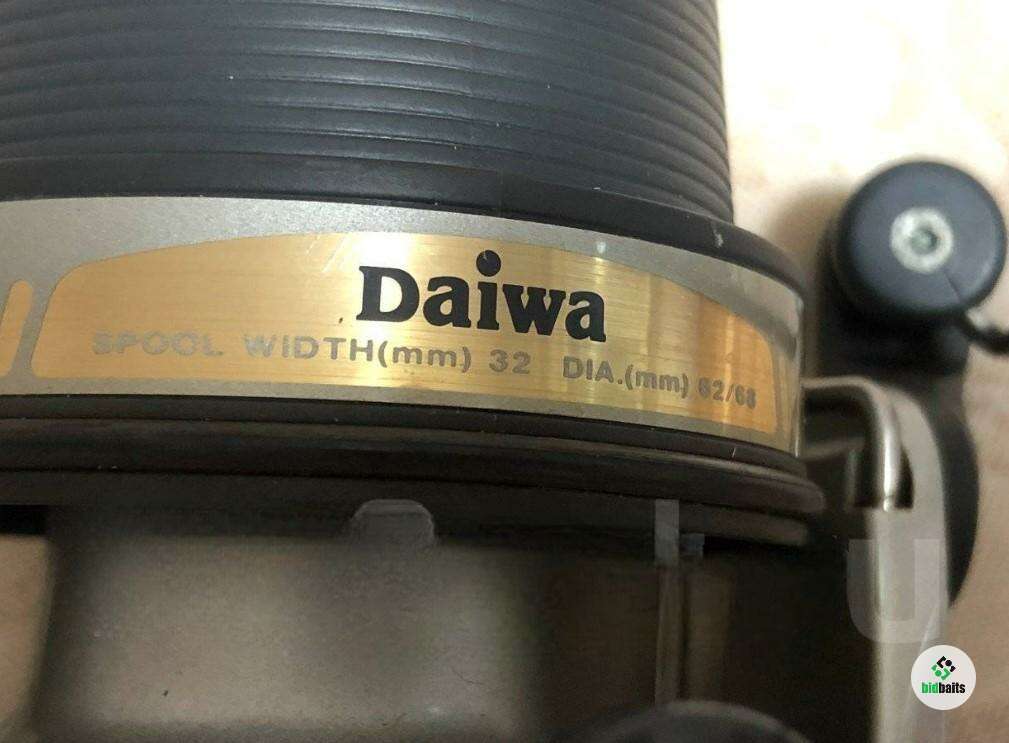 Daiwa
SPOOL WIDTH(mm) 32 DIA.(mm) 62/68
u
bidbaits